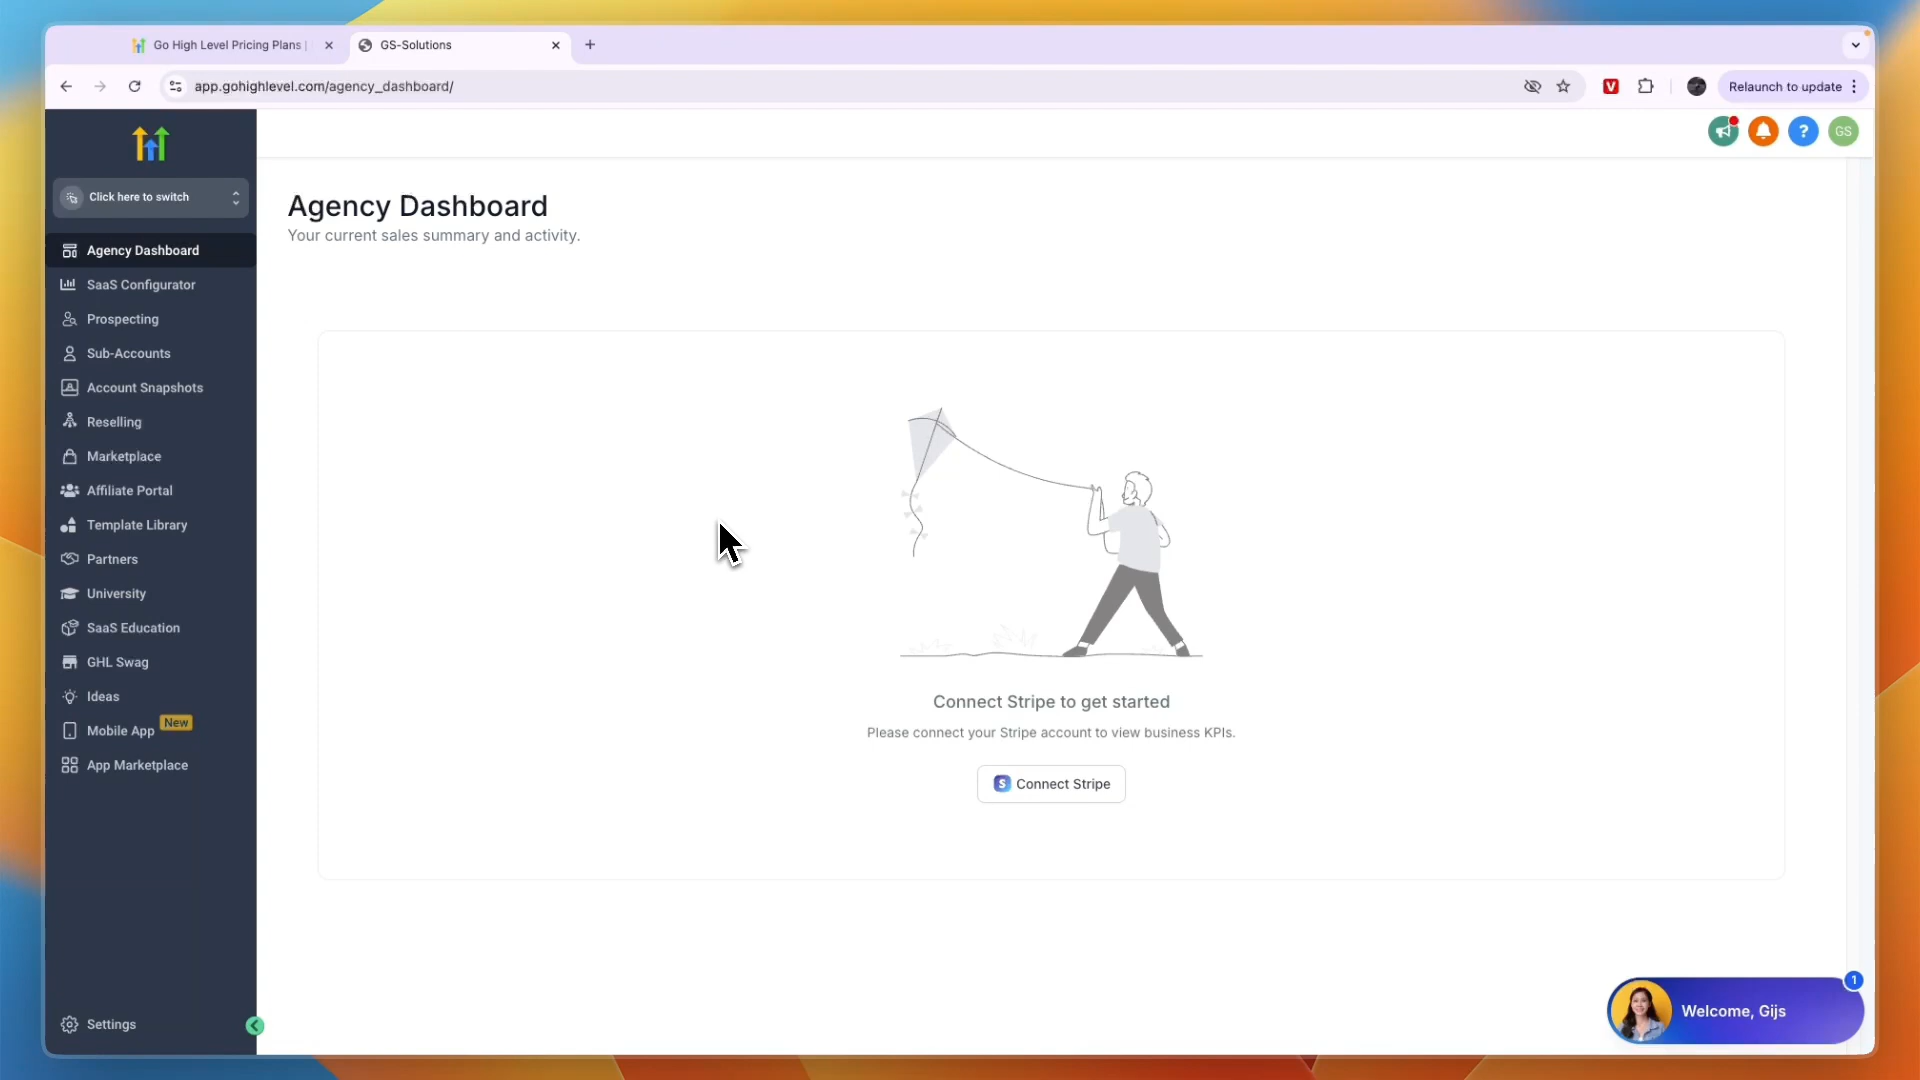 Go High Level Pricing Plans |
GS-Solutions
app.gohighlevel.com/agency_dashboard/
V
Relaunch to update
?
GS
Click here to switch
Agency Dashboard
SaaS Configurator
Prospecting
Sub-Accounts
Account Snapshots
Reselling
Marketplace
Affiliate Portal
Template Library
Partners
University
SaaS Education
GHL Swag
Ideas
Mobile App New
App Marketplace
Settings
Agency Dashboard
Your current sales summary and activity.
Connect Stripe to get started
Please connect your Stripe account to view business KPIs.
S Connect Stripe
1
Welcome, Gijs